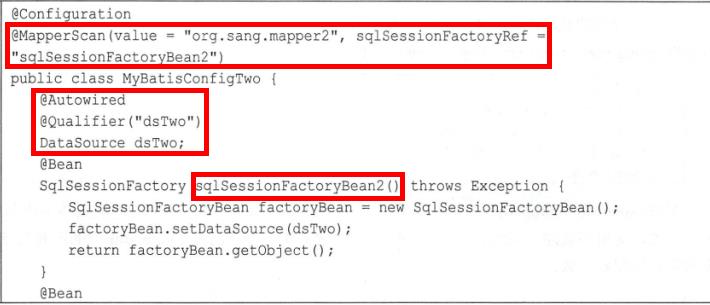 @Configuration
@MapperScan(value = "org.sang.mapper2", sqlSessionFactoryRef =
"sqlSessionFactoryBean2")
public class MyBatisConfigTwo {
@Autowired
@Qualifier("dsTwo")
DataSource dsTwo;
@Bean
SqlSessionFactory sqlSessionFactoryBean2() throws Exception {
SqlSessionFactoryBean factoryBean = new SqlSessionFactoryBean();
factoryBean.setDataSource(dsTwo);
return factoryBean.getObject();
}
@Bean